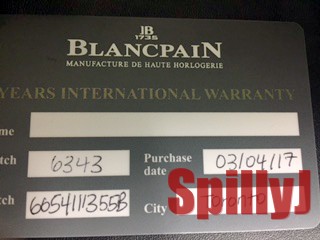 JB
1735
BLANCPAIN
MANUFACTURE DE HAUTE HORLOGERIE
YEARS INTERNATIONAL WARRANTY
me
tch 6343 Purchase date 03/04/117
tch 6654111355B City Toronto
SpillyJ